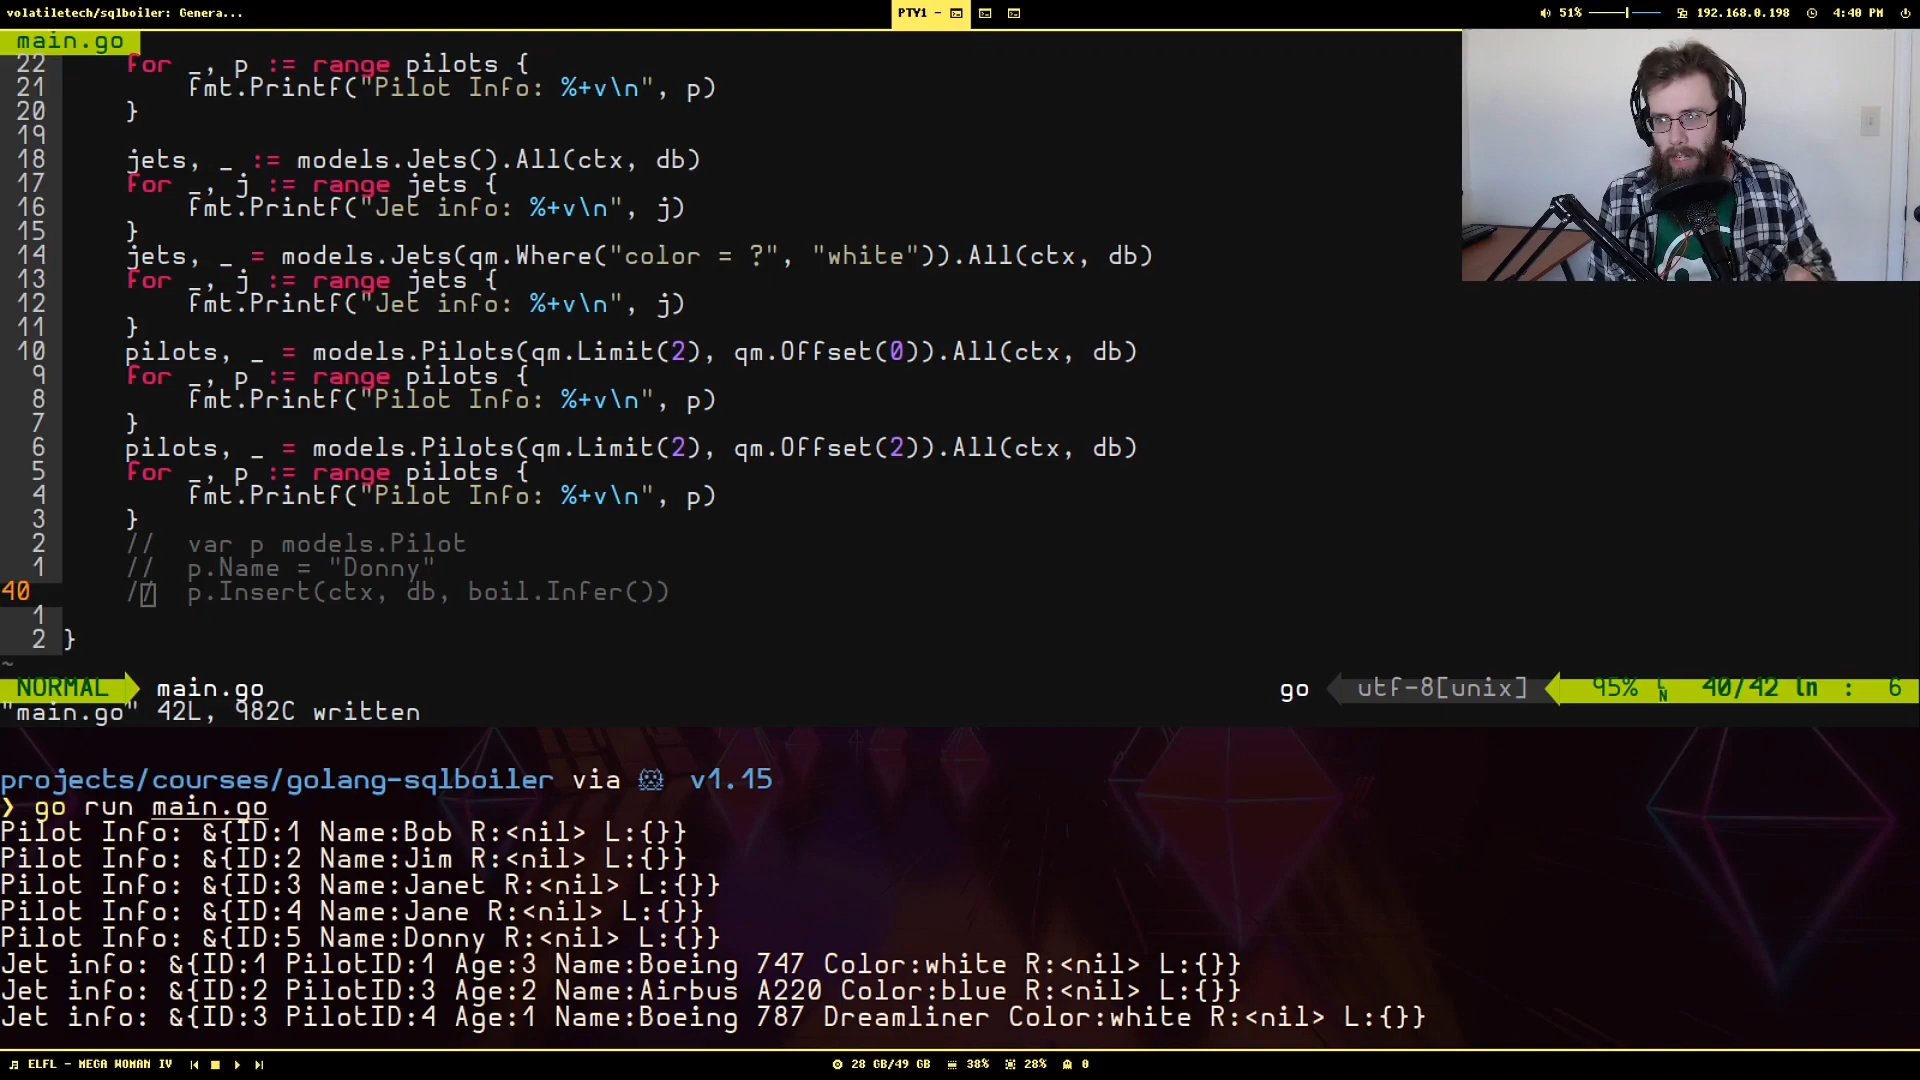 volatiletech/sqlboiler: Genera...
PTY1 -
51%
192.168.0.198
4:40 PM
main.go
22 for _, p := range pilots {
21 fmt.Printf("Pilot Info: %+v\n", p)
20 }
19
18 jets, _ := models.Jets().All(ctx, db)
17 for _, j := range jets {
16 fmt.Printf("Jet info: %+v\n", j)
15 }
14 jets, _ = models.Jets(qm.Where("color = ?", "white")).All(ctx, db)
13 for _, j := range jets {
12 fmt.Printf("Jet info: %+v\n", j)
11 }
10 pilots, _ = models.Pilots(qm.Limit(2), qm.Offset(0)).All(ctx, db)
9 for _, p := range pilots {
8 fmt.Printf("Pilot Info: %+v\n", p)
7 }
6 pilots, _ = models.Pilots(qm.Limit(2), qm.Offset(2)).All(ctx, db)
5 for _, p := range pilots {
4 fmt.Printf("Pilot Info: %+v\n", p)
3 }
2 // var p models.Pilot
1 // p.Name = "Donny"
40 // p.Insert(ctx, db, boil.Infer())
1
2 }
~
NORMAL main.go go utf-8[unix] 95% LN 40/42 ln : 6
"main.go" 42L, 982C written
projects/courses/golang-sqlboiler via v1.15
❯ go run main.go
Pilot Info: &{ID:1 Name:Bob R:<nil> L:{}}
Pilot Info: &{ID:2 Name:Jim R:<nil> L:{}}
Pilot Info: &{ID:3 Name:Janet R:<nil> L:{}}
Pilot Info: &{ID:4 Name:Jane R:<nil> L:{}}
Pilot Info: &{ID:5 Name:Donny R:<nil> L:{}}
Jet info: &{ID:1 PilotID:1 Age:3 Name:Boeing 747 Color:white R:<nil> L:{}}
Jet info: &{ID:2 PilotID:3 Age:2 Name:Airbus A220 Color:blue R:<nil> L:{}}
Jet info: &{ID:3 PilotID:4 Age:1 Name:Boeing 787 Dreamliner Color:white R:<nil> L:{}}
ELFL - MEGA WOMAN IV
28 GB/49 GB
38%
28%
0